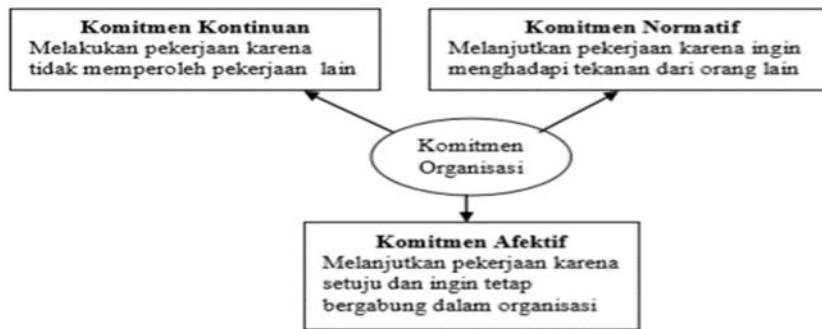 Komitmen Kontinuan
Melakukan pekerjaan karena
tidak memperoleh pekerjaan lain
Komitmen Normatif
Melanjutkan pekerjaan karena ingin
menghadapi tekanan dari orang lain
Komitmen
Organisasi
Komitmen Afektif
Melanjutkan pekerjaan karena
setuju dan ingin tetap
bergabung dalam organisasi